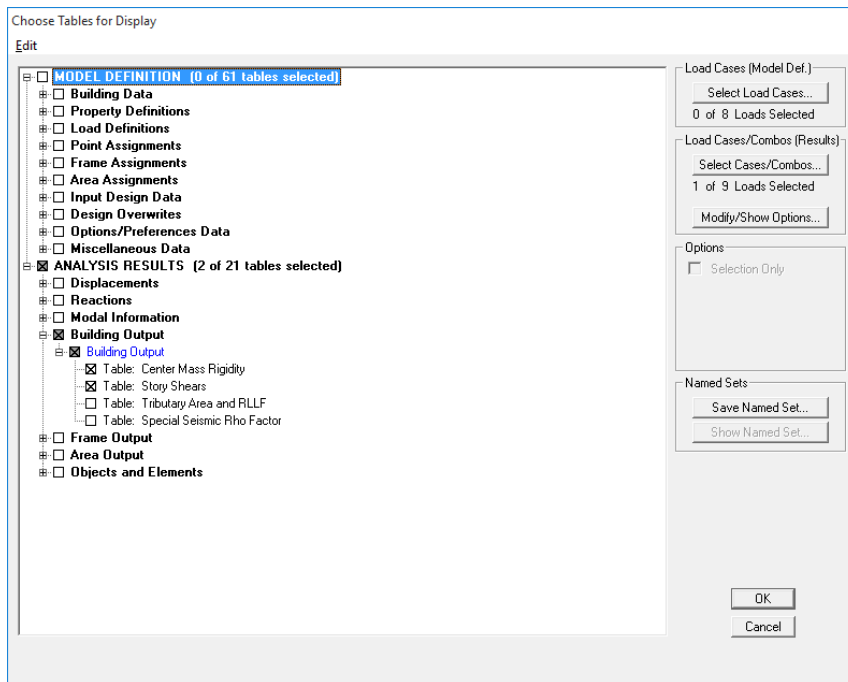 Choose Tables for Display
Edit
MODEL DEFINITION (0 of 61 tables selected)
Building Data
Property Definitions
Load Definitions
Point Assignments
Frame Assignments
Area Assignments
Input Design Data
Design Overwrites
Options/Preferences Data
Miscellaneous Data
ANALYSIS RESULTS (2 of 21 tables selected)
Displacements
Reactions
Modal Information
Building Output
Building Output
Table: Center Mass Rigidity
Table: Story Shears
Table: Tributary Area and RLLF
Table: Special Seismic Rho Factor
Frame Output
Area Output
Objects and Elements
Load Cases (Model Def.)
Select Load Cases...
0 of 8 Loads Selected
Load Cases/Combos (Results)
Select Cases/Combos...
1 of 9 Loads Selected
Modify/Show Options...
Options
Selection Only
Named Sets
Save Named Set...
Show Named Set...
OK
Cancel